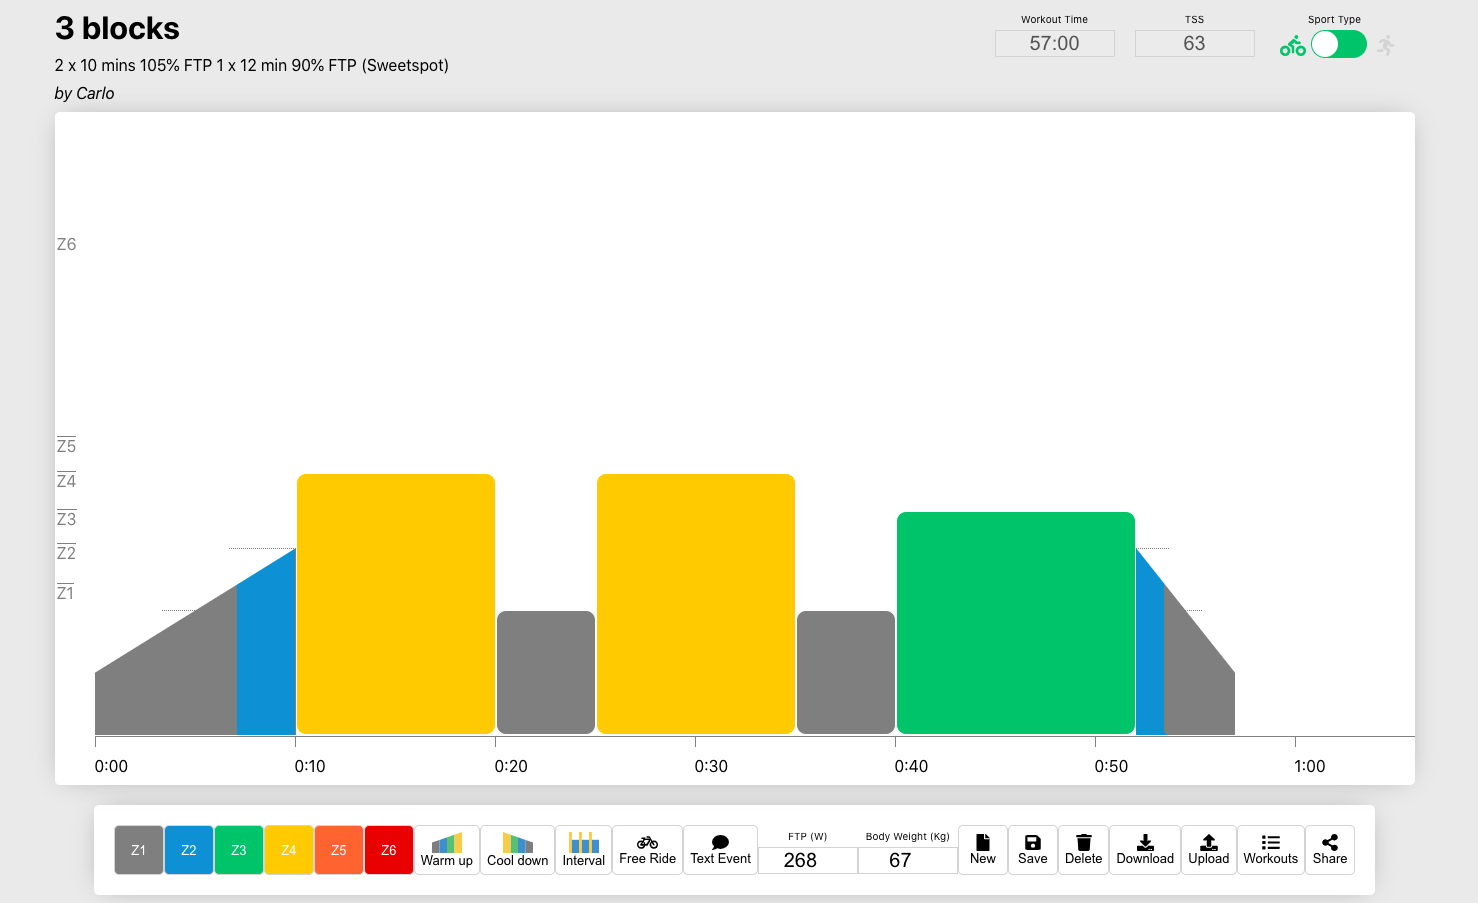 3 blocks
Workout Time
TSS
Sport Type
57:00
63
2 x 10 mins 105% FTP 1 x 12 min 90% FTP (Sweetspot)
by Carlo
Z6
Z5
Z4
Z3
Z2
Z1
0:00 0:10 0:20 0:30 0:40 0:50 1:00
Z1 Z2 Z3 Z4 Z5 Z6
Warm up
Cool down
Interval
Free Ride
Text Event
FTP (W)
268
Body Weight (Kg)
67
New
Save
Delete
Download
Upload
Workouts
Share